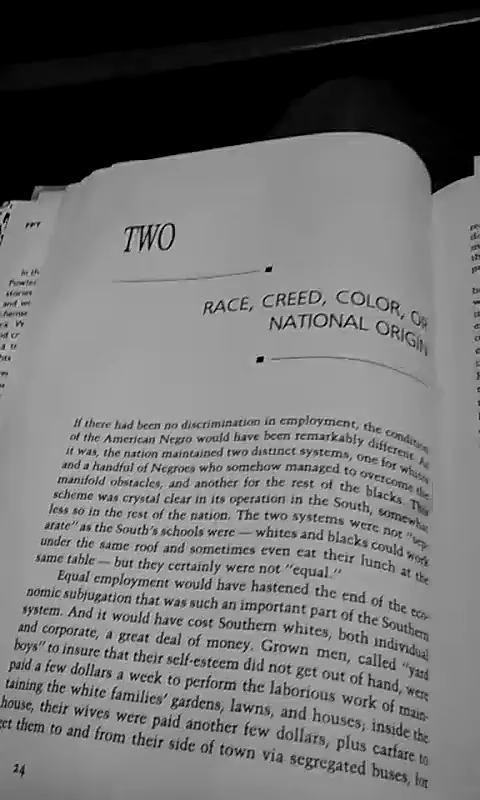 TWO
RACE, CREED, COLOR, OR
NATIONAL ORIGIN
If there had been no discrimination in employment, the condition
of the American Negro would have been remarkably different. As
it was, the nation maintained two distinct systems, one for whites
and a handful of Negroes who somehow managed to overcome the
manifold obstacles, and another for the rest of the blacks. This
scheme was crystal clear in its operation in the South, somewhat
less so in the rest of the nation. The two systems were not "sep-
arate" as the South's schools were — whites and blacks could work
under the same roof and sometimes even eat their lunch at the
same table — but they certainly were not "equal."
Equal employment would have hastened the end of the eco-
nomic subjugation that was such an important part of the Southern
system. And it would have cost Southern whites, both individual
and corporate, a great deal of money. Grown men, called "yard
boys" to insure that their self-esteem did not get out of hand, were
paid a few dollars a week to perform the laborious work of main-
taining the white families' gardens, lawns, and houses; inside the
house, their wives were paid another few dollars, plus carfare to
get them to and from their side of town via segregated buses, for
24